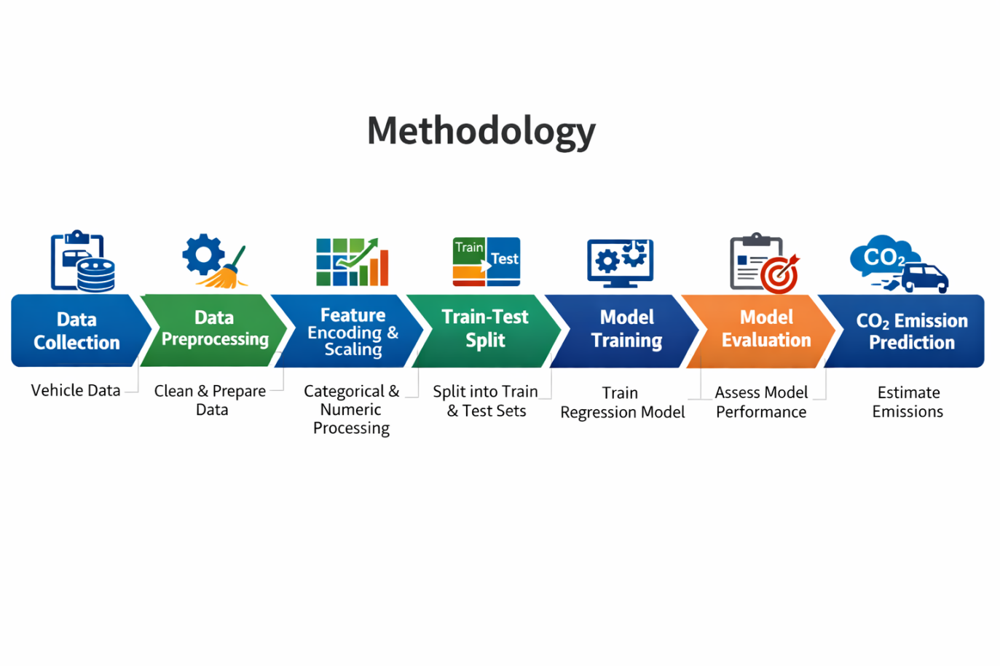 Methodology
CO₂
Train
Test
Data
Collection
Data
Preprocessing
Feature
Encoding &
Scaling
Train-Test
Split
Model
Training
Model
Evaluation
CO₂ Emission
Prediction
Vehicle Data
Clean & Prepare
Data
Categorical &
Numeric
Processing
Split into Train
& Test Sets
Train
Regression Model
Assess Model
Performance
Estimate
Emissions